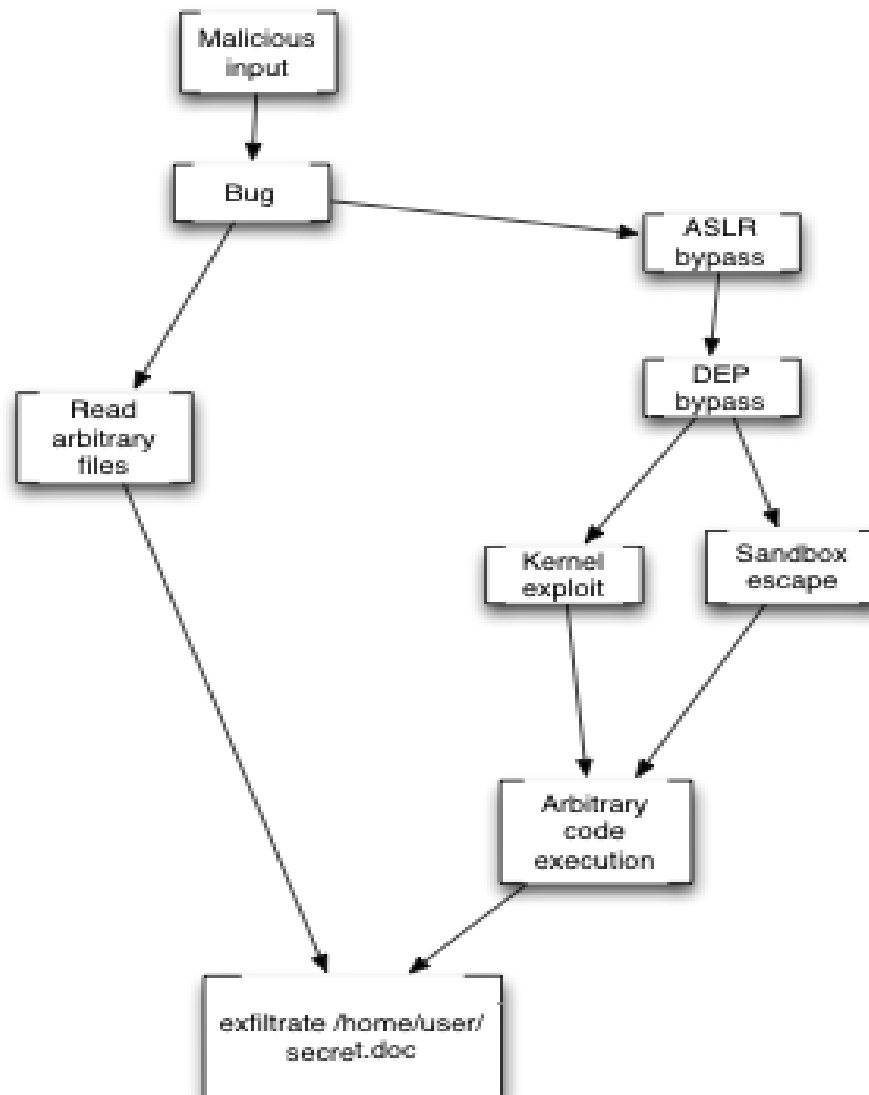 Malicious
input
Bug
ASLR
bypass
DEP
bypass
Read
arbitrary
files
Kernel
exploit
Sandbox
escape
Arbitrary
code
execution
exfiltrate /home/user/
secret.doc